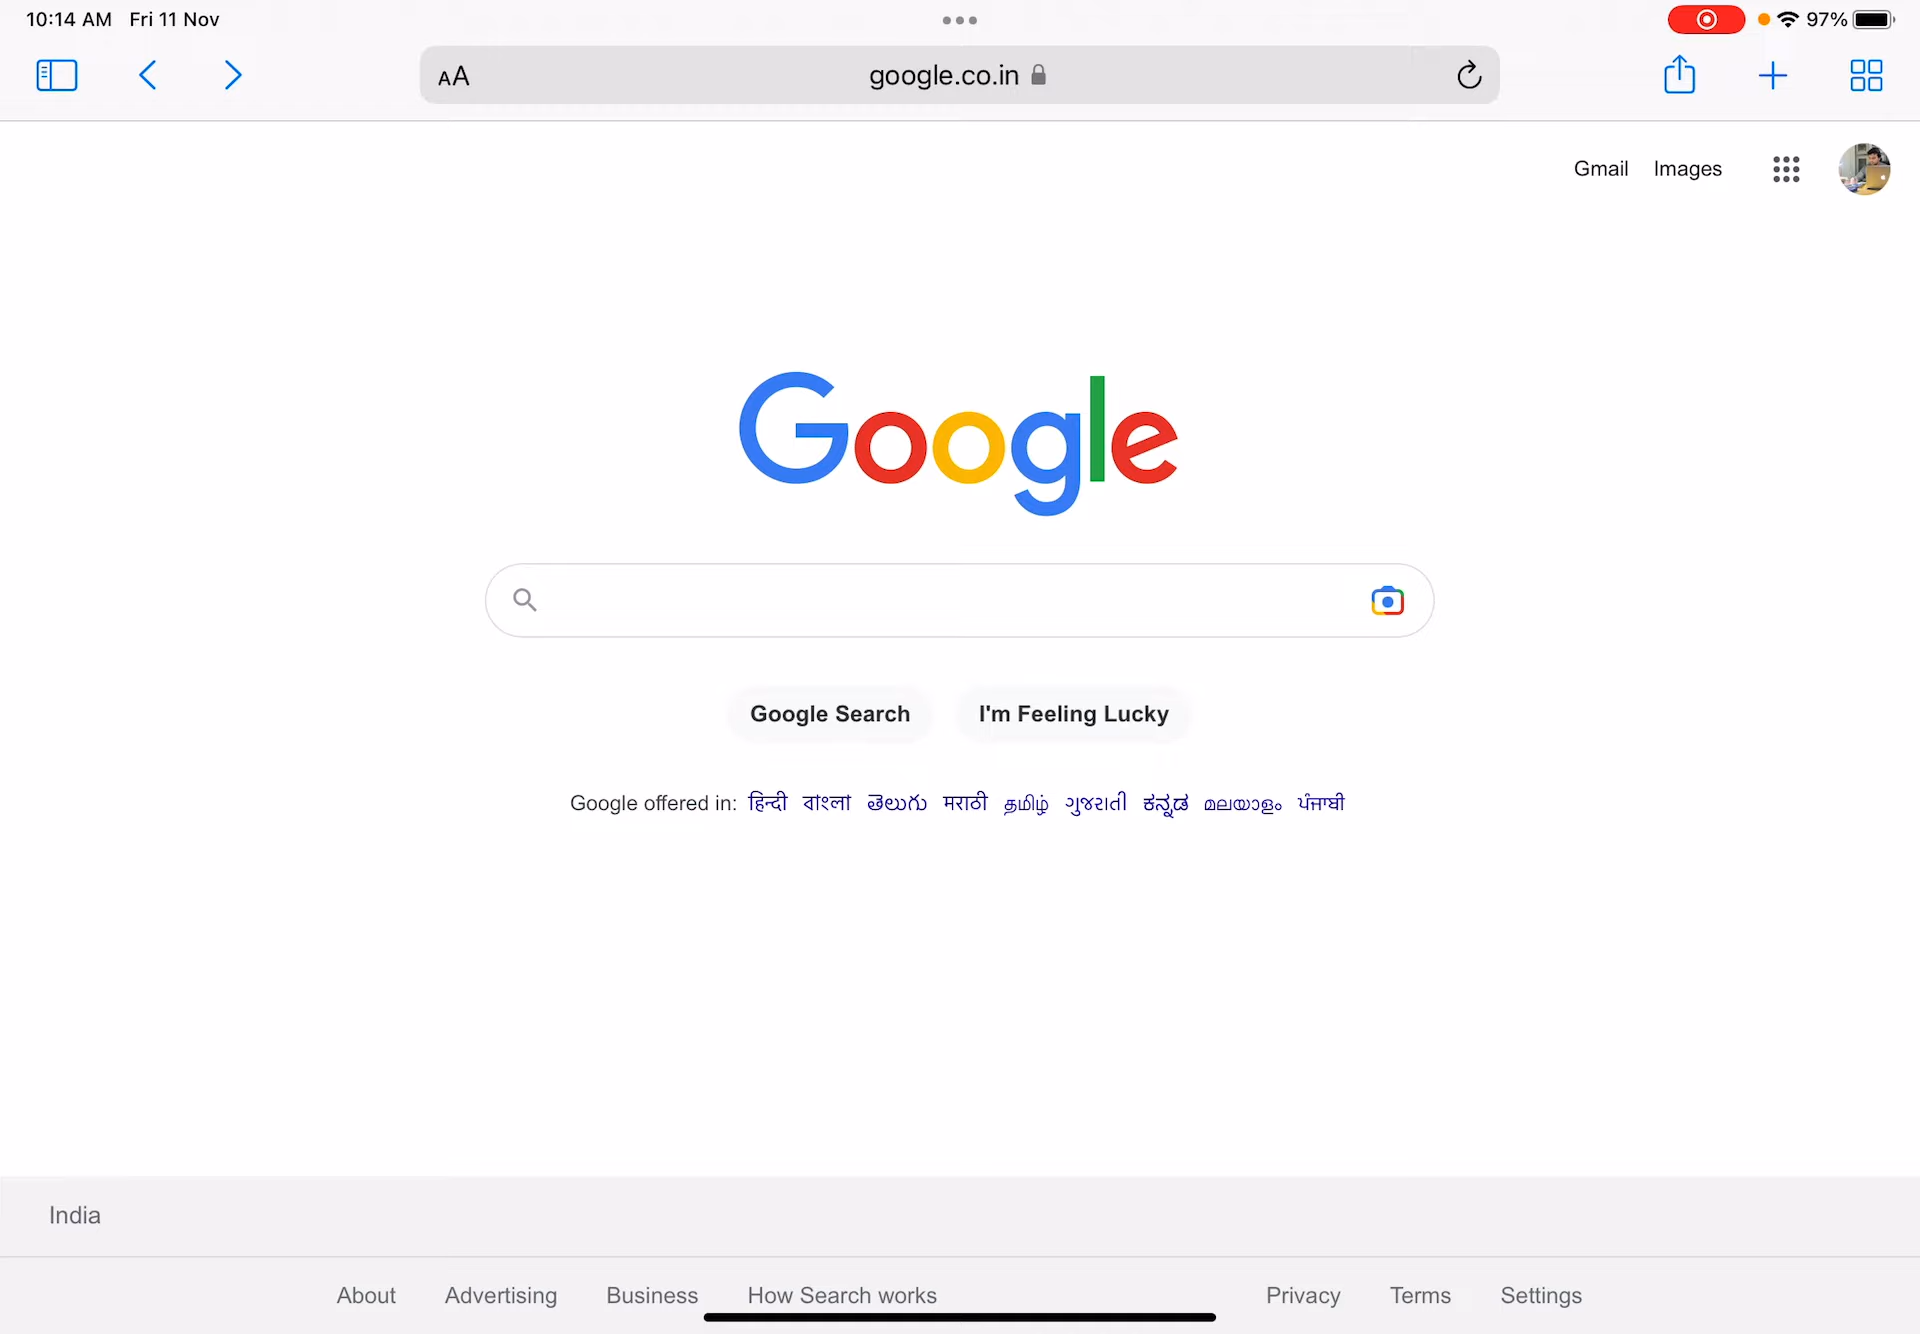 10:14 AM Fri 11 Nov
97%
AA google.co.in
Gmail Images
Google
Google Search I'm Feeling Lucky
Google offered in: हिन्दी বাংলা తెలుగు मराठी தமிழ் ગુજરાતી ಕನ್ನಡ മലയാളം ਪੰਜਾਬੀ
India
About Advertising Business How Search works Privacy Terms Settings